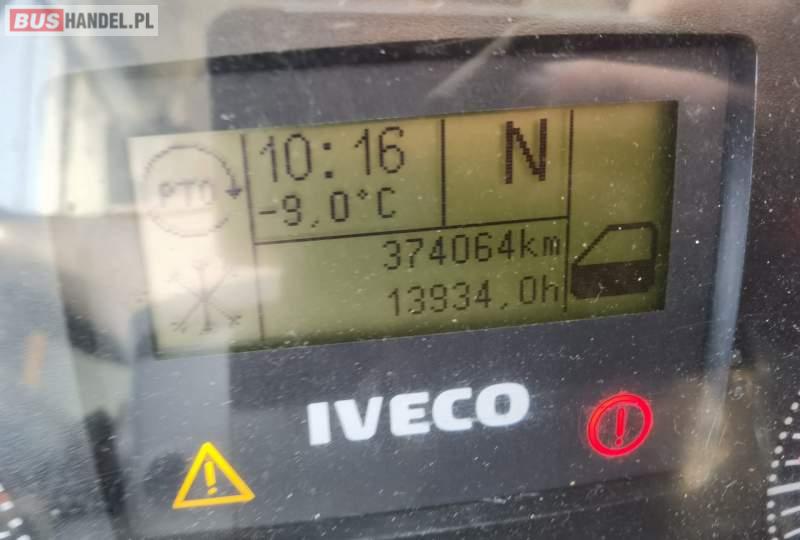 BUSHANDEL.PL
PTO
10:16
N
-9,0°C
374064km
13934,0h
IVECO